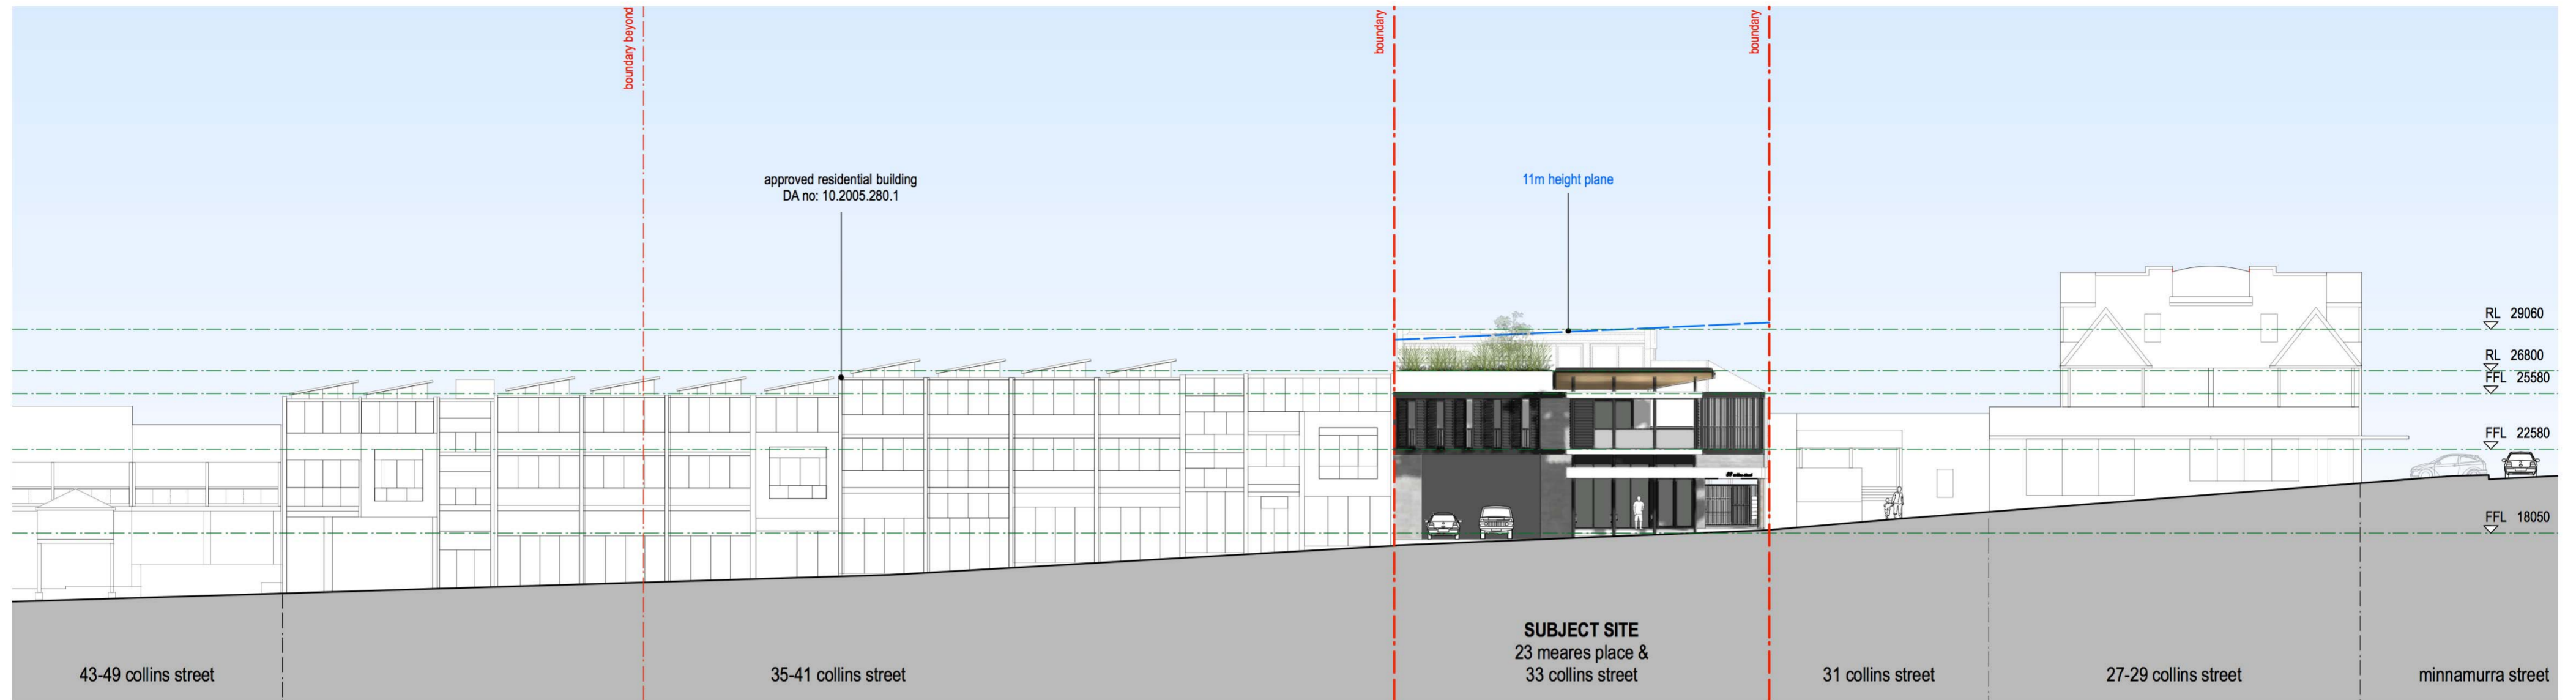 boundary beyond
boundary
boundary
approved residential building
DA no: 10.2005.280.1
11m height plane
RL 29060
RL 26800
FFL 25580
FFL 22580
FFL 18050
SUBJECT SITE
23 meares place &
33 collins street
43-49 collins street
35-41 collins street
31 collins street
27-29 collins street
minnamurra street